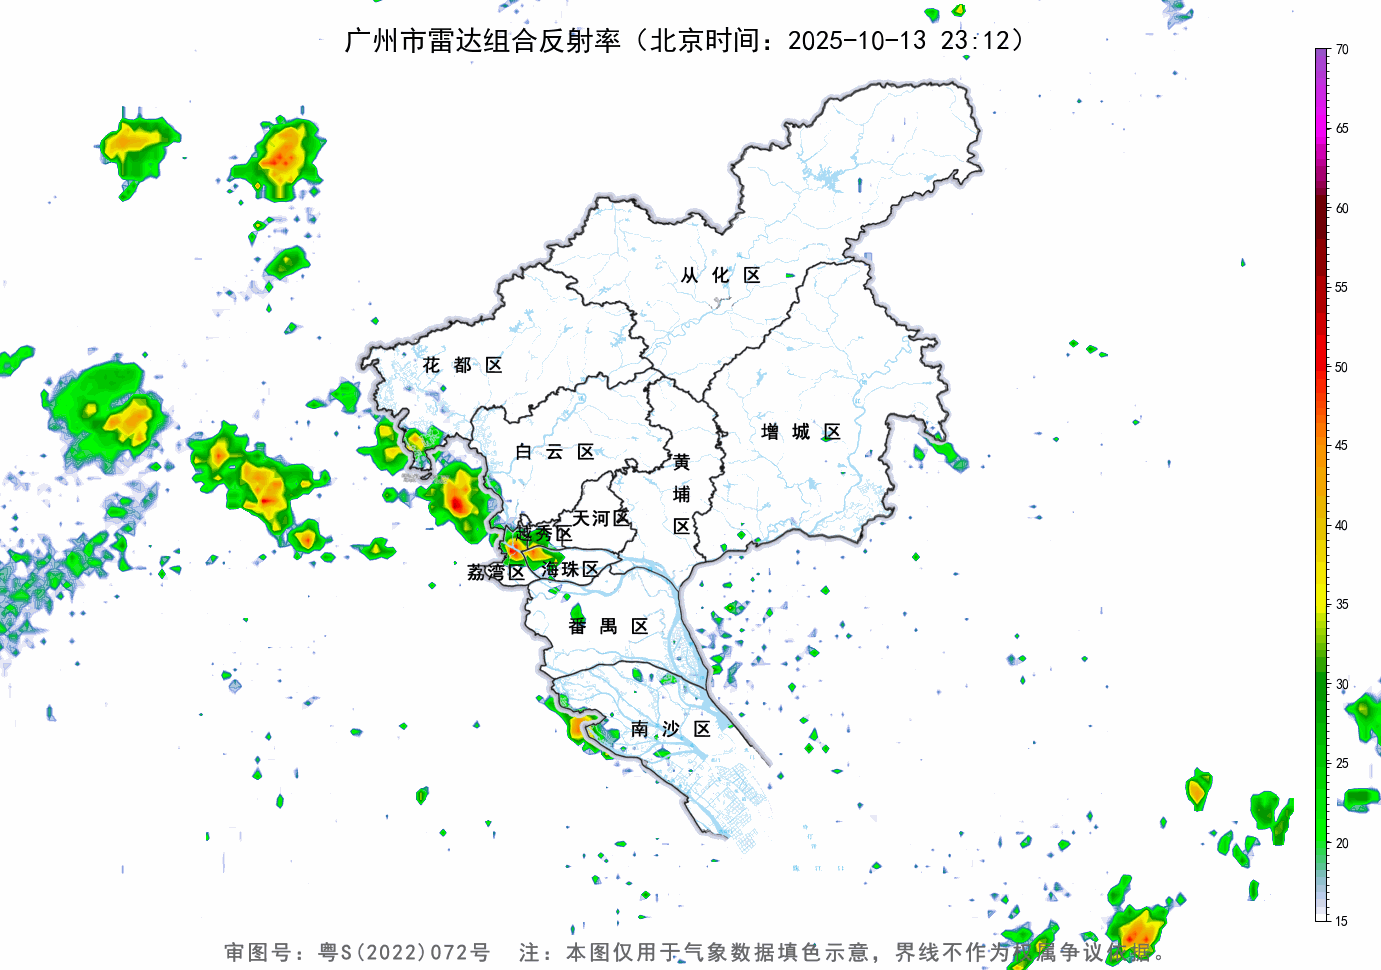 广州市雷达组合反射率（北京时间：2025-10-13 23:12）
70
65
60
55
50
45
40
35
30
25
20
15
从化区
花都区
增城区
白云区
黄埔区
天河区
越秀区
荔湾区
海珠区
番禺区
南沙区
审图号：粤S(2022)072号 注：本图仅用于气象数据填色示意，界线不作为权属争议依据。